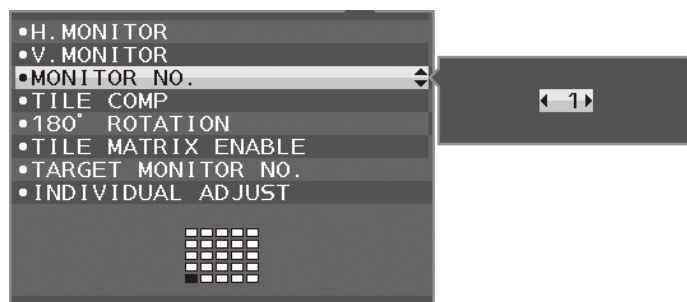 •H.MONITOR
•V.MONITOR
•MONITOR NO.
1
•TILE COMP
•180° ROTATION
•TILE MATRIX ENABLE
•TARGET MONITOR NO.
•INDIVIDUAL ADJUST